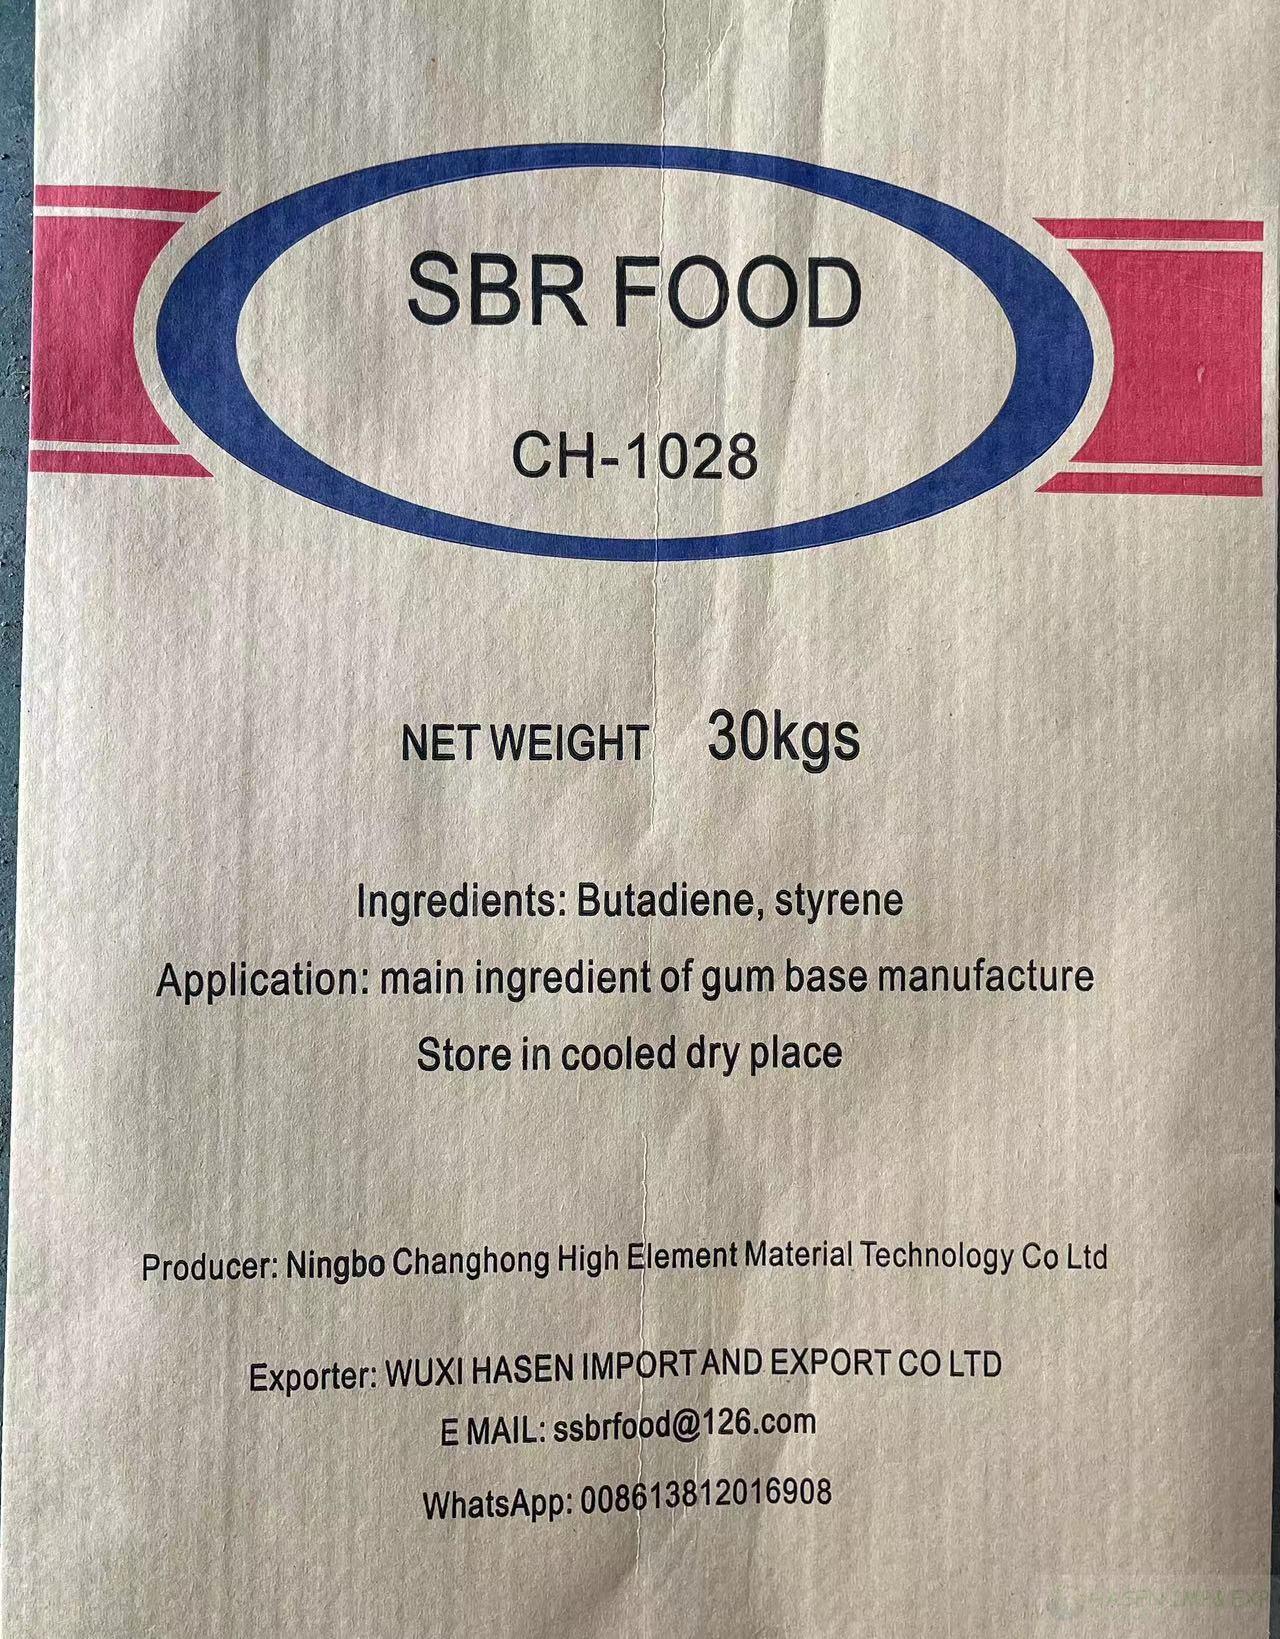 SBR FOOD
CH-1028
NET WEIGHT 30kgs
Ingredients: Butadiene, styrene
Application: main ingredient of gum base manufacture
Store in cooled dry place
Producer: Ningbo Changhong High Element Material Technology Co Ltd
Exporter: WUXI HASEN IMPORT AND EXPORT CO LTD
E MAIL: ssbrfood@126.com
WhatsApp: 008613812016908